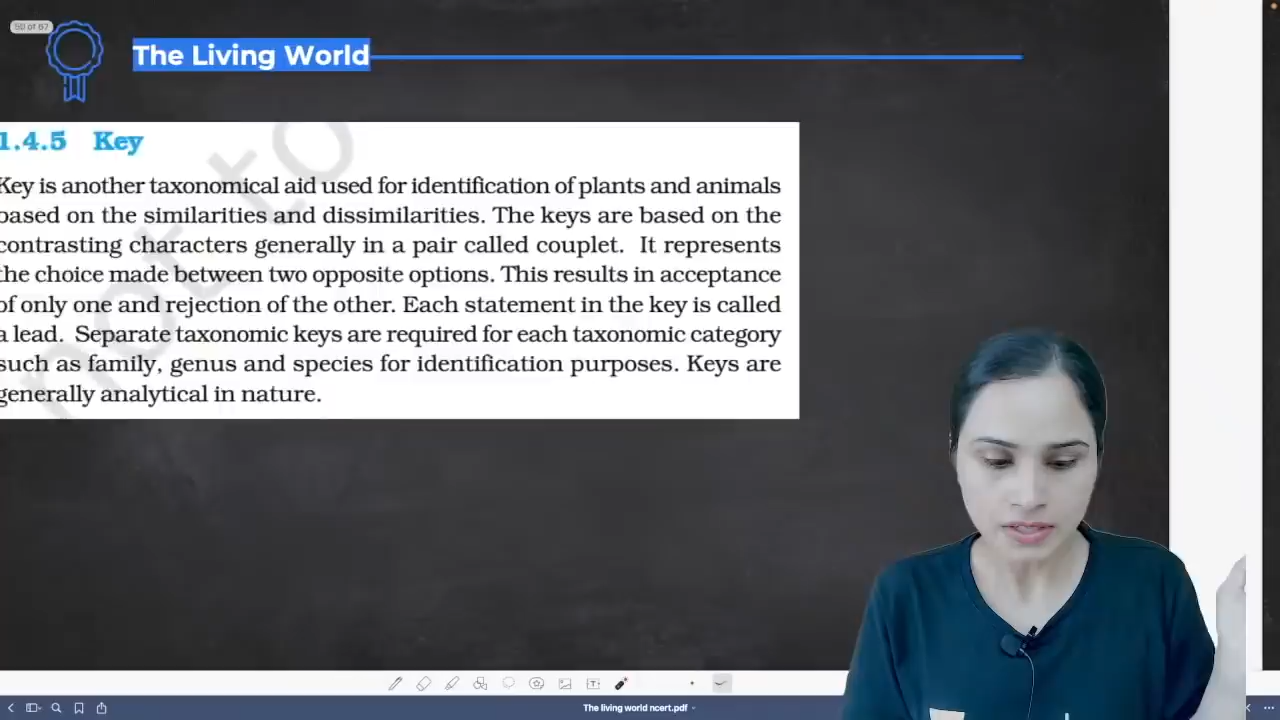 50 of 67
The Living World
1.4.5 Key
Key is another taxonomical aid used for identification of plants and animals
based on the similarities and dissimilarities. The keys are based on the
contrasting characters generally in a pair called couplet. It represents
the choice made between two opposite options. This results in acceptance
of only one and rejection of the other. Each statement in the key is called
a lead. Separate taxonomic keys are required for each taxonomic category
such as family, genus and species for identification purposes. Keys are
generally analytical in nature.
not to
The living world ncert.pdf